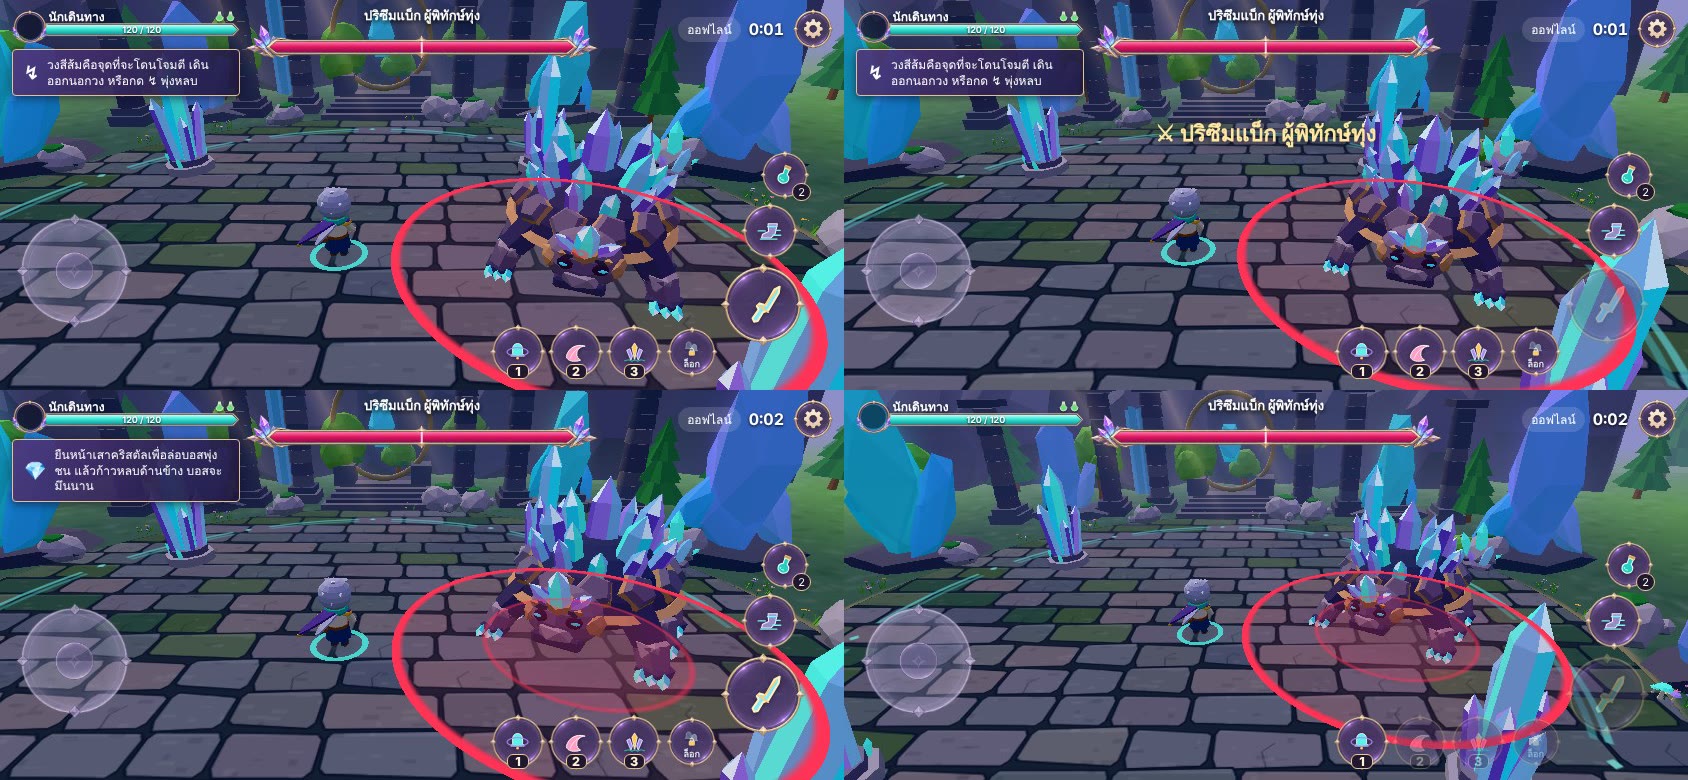 นักเดินทาง
120 / 120
ปริซึมแบ็ก ผู้พิทักษ์ทุ่ง
ออฟไลน์
0:01
วงสีส้มคือจุดที่จะโดนโจมตี เดิน
ออกนอกวง หรือกด ↯ พุ่งหลบ
2
1
2
3
ล็อก
นักเดินทาง
120 / 120
ปริซึมแบ็ก ผู้พิทักษ์ทุ่ง
ออฟไลน์
0:01
วงสีส้มคือจุดที่จะโดนโจมตี เดิน
ออกนอกวง หรือกด ↯ พุ่งหลบ
⚔ ปริซึมแบ็ก ผู้พิทักษ์ทุ่ง
2
1
2
3
ล็อก
นักเดินทาง
120 / 120
ปริซึมแบ็ก ผู้พิทักษ์ทุ่ง
ออฟไลน์
0:02
ยืนหน้าเสาคริสตัลเพื่อล่อบอสพุ่ง
ชน แล้วก้าวหลบด้านข้าง บอสจะ
มึนนาน
2
1
2
3
ล็อก
นักเดินทาง
120 / 120
ปริซึมแบ็ก ผู้พิทักษ์ทุ่ง
ออฟไลน์
0:02
2
1
2
3
ล็อก